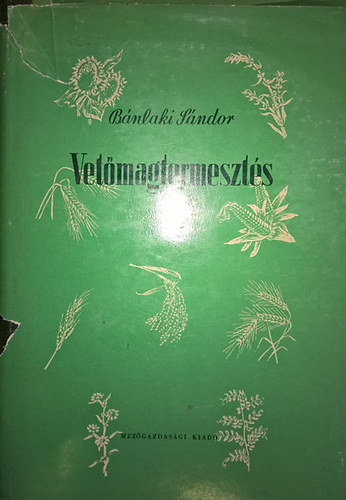 Bánlaki Sándor
Vetőmagtermesztés
MEZŐGAZDASÁGI KIADÓ